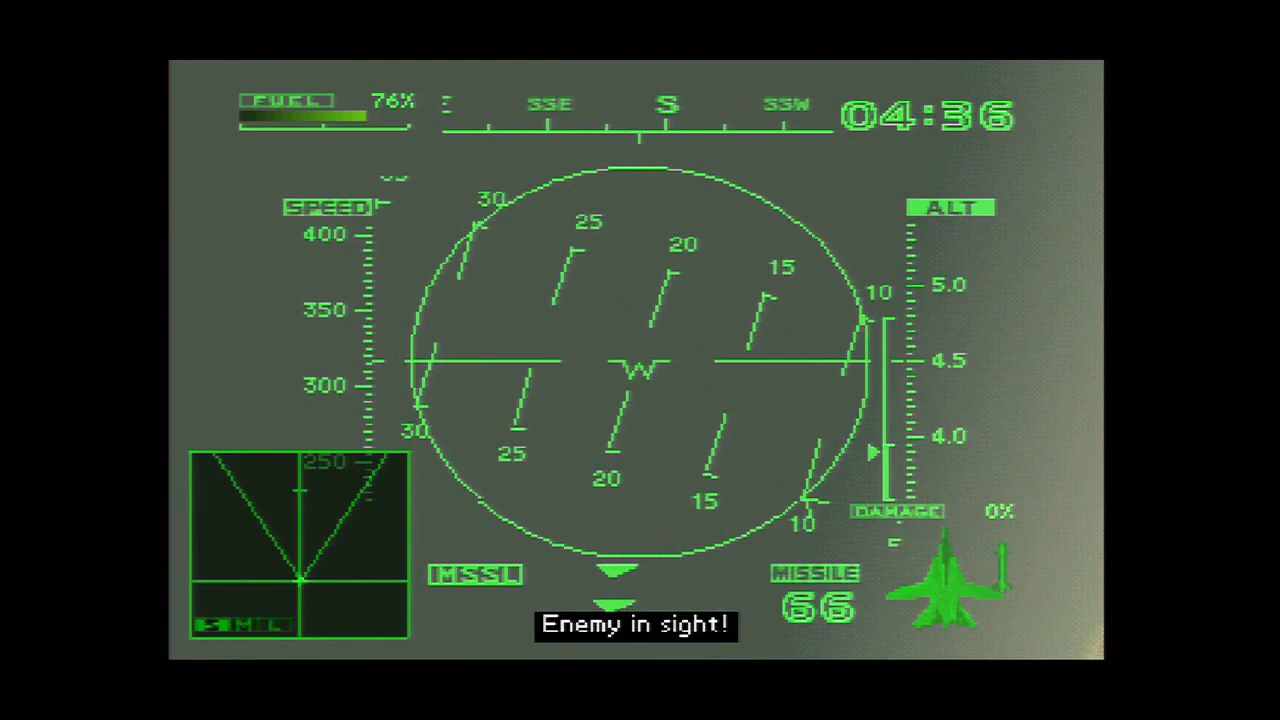 FUEL 76%
SSE S SSW
04:36
SPEED
ALT
30
25
20
15
10
400
350
300
250
5.0
4.5
4.0
30
25
20
15
10
DAMAGE 0%
MISSILE
66
S M L
Enemy in sight!